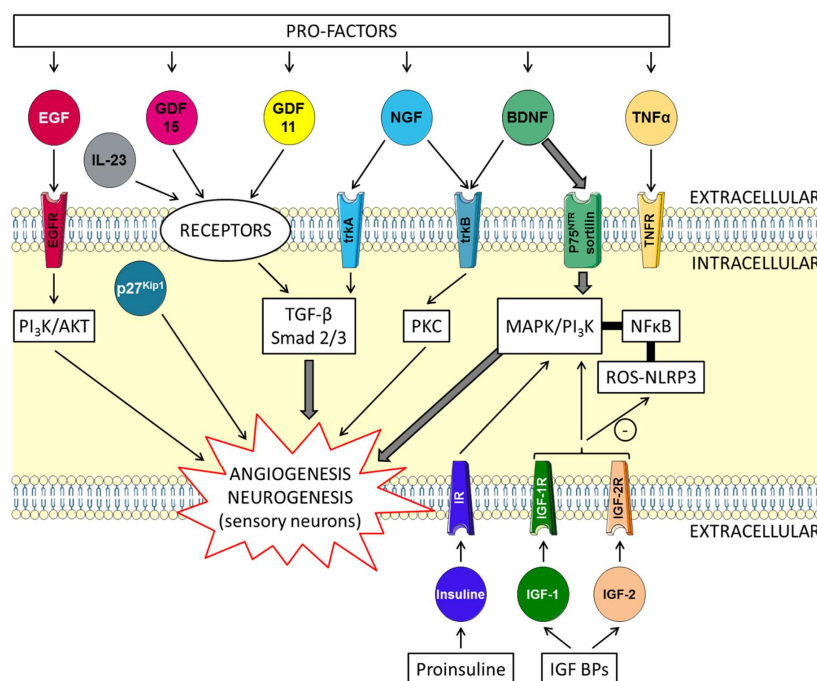 PRO-FACTORS
EGF
GDF
15
GDF
11
NGF
BDNF
TNFα
IL-23
EXTRACELLULAR
EGFR
RECEPTORS
trkA
trkB
P75NTR
sortilin
TNFR
INTRACELLULAR
p27Kip1
PI3K/AKT
TGF-β
Smad 2/3
PKC
MAPK/PI3K
NFκB
ROS-NLRP3
-
ANGIOGENESIS
NEUROGENESIS
(sensory neurons)
IR
IGF-1R
IGF-2R
EXTRACELLULAR
Insuline
IGF-1
IGF-2
Proinsuline
IGF BPs